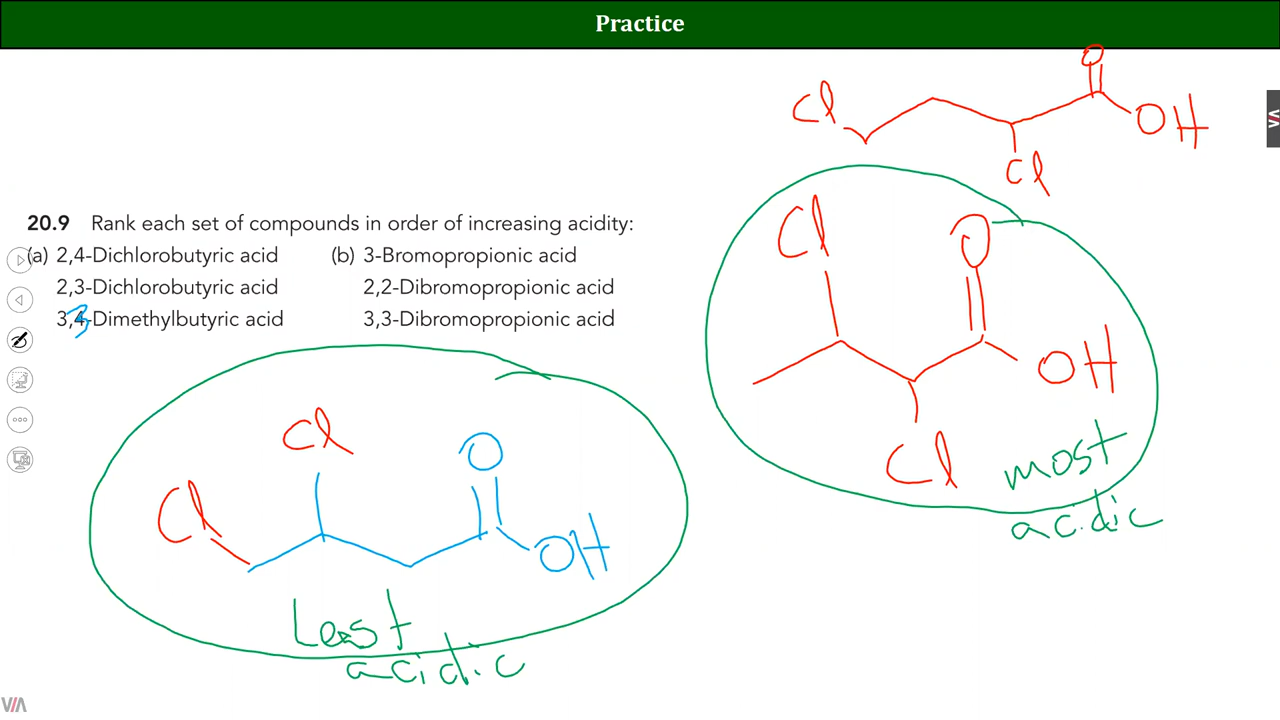 Practice
20.9 Rank each set of compounds in order of increasing acidity:
(a) 2,4-Dichlorobutyric acid (b) 3-Bromopropionic acid
2,3-Dichlorobutyric acid 2,2-Dibromopropionic acid
3,4-Dimethylbutyric acid 3,3-Dibromopropionic acid
3
O
Cl
OH
Cl
Cl
O
OH
Cl
most
acidic
Cl
O
Cl
OH
Least
acidic
VIA